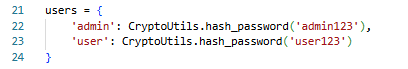 21 users = {
22     'admin': CryptoUtils.hash_password('admin123'),
23     'user': CryptoUtils.hash_password('user123')
24 }